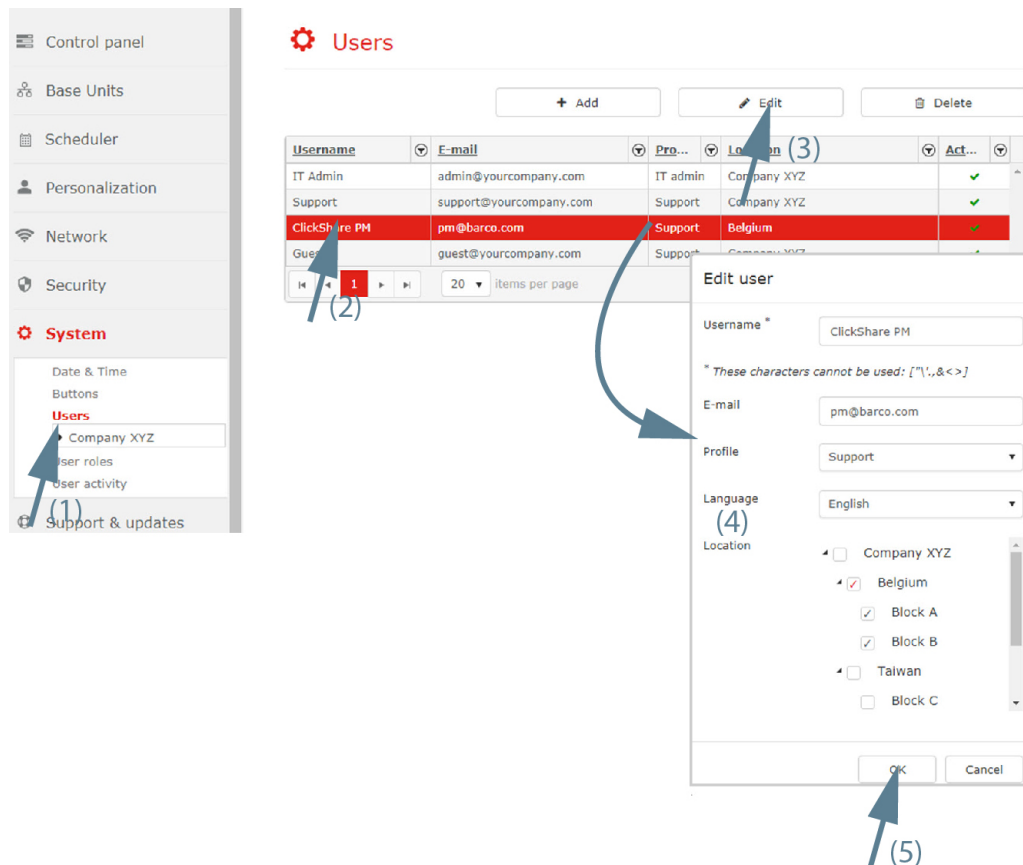 Control panel
Base Units
Scheduler
Personalization
Network
Security
System
Date & Time
Buttons
Users
Company XYZ
User roles
User activity
(1)
Support & updates
Users
+ Add
Edit
Delete
(3)
Username E-mail Pro... Location Act...
IT Admin admin@yourcompany.com IT admin Company XYZ
Support support@yourcompany.com Support Company XYZ
ClickShare PM pm@barco.com Support Belgium
Guest guest@yourcompany.com Support Company XYZ
1 20 items per page
(2)
Edit user
Username * ClickShare PM
* These characters cannot be used: ["\'.,&<>]
E-mail pm@barco.com
Profile Support
Language English
(4)
Location Company XYZ
Belgium
Block A
Block B
Taiwan
Block C
OK Cancel
(5)